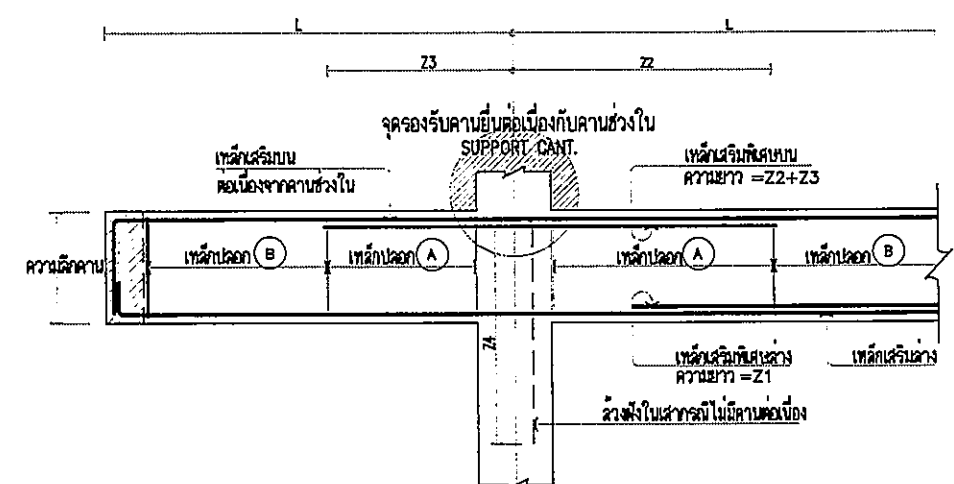 L
L
Z3
Z2
จุดรองรับคานยื่นต่อเนื่องกับคานช่วงใน
SUPPORT CANT.
เหล็กเสริมบน
ต่อเนื่องจากคานช่วงใน
เหล็กเสริมพิเศษบน
ความยาว =Z2+Z3
ความลึกคาน
เหล็กปลอก B
เหล็กปลอก A
เหล็กปลอก A
เหล็กปลอก B
Z4
เหล็กเสริมพิเศษล่าง
ความยาว =Z1
เหล็กเสริมล่าง
ล้วงฝังในเสากรณีไม่มีคานต่อเนื่อง